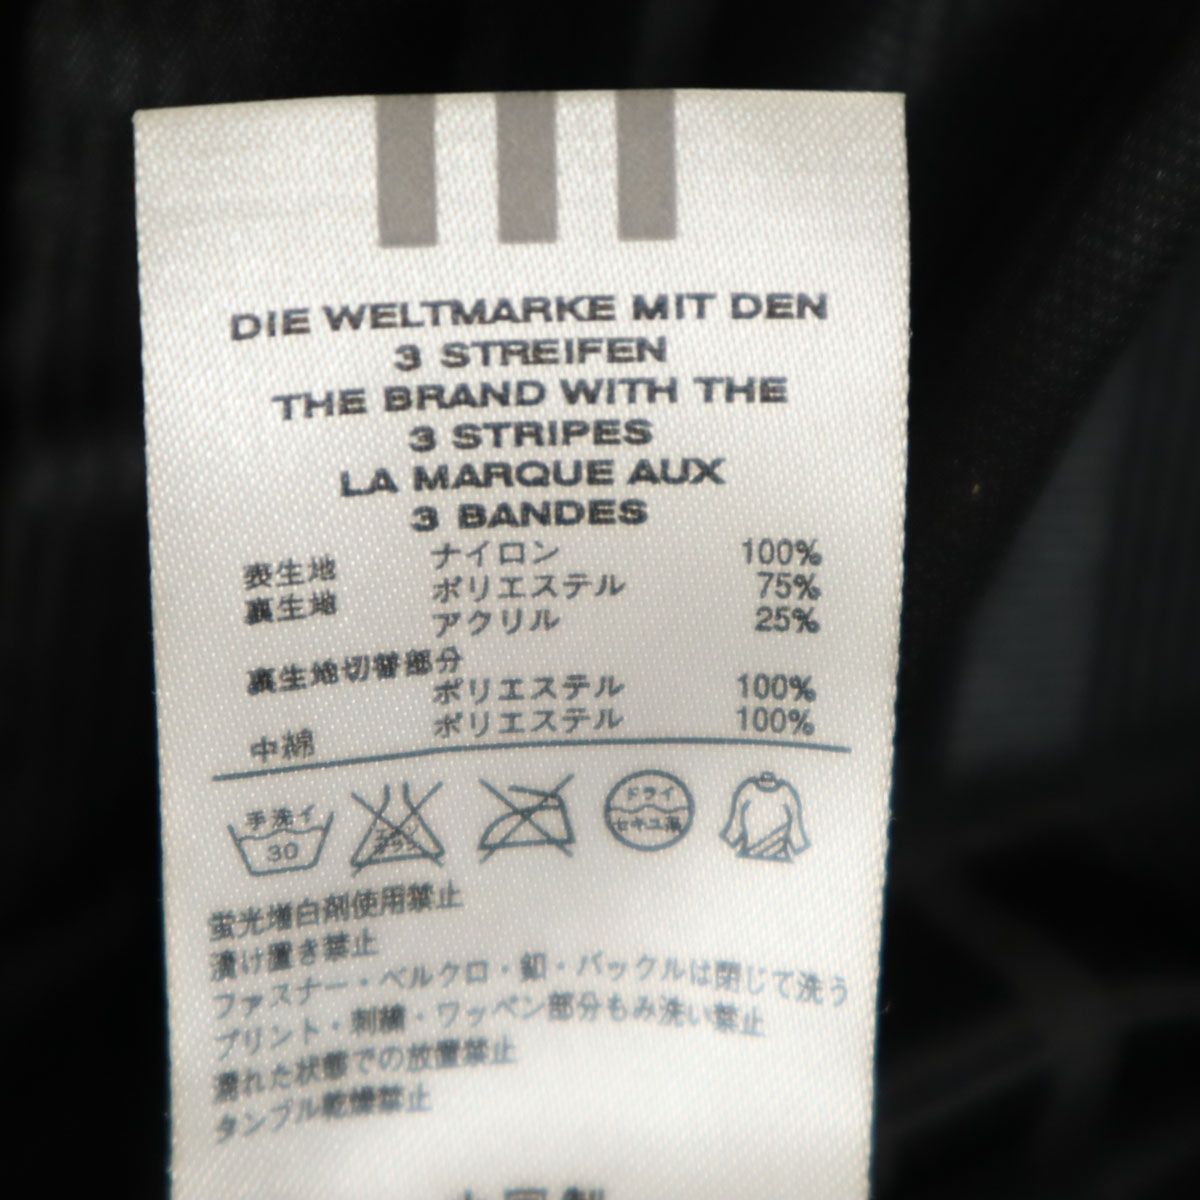 DIE WELTMARKE MIT DEN
3 STREIFEN
THE BRAND WITH THE
3 STRIPES
LA MARQUE AUX
3 BANDES
表生地 ナイロン 100%
裏生地 ポリエステル 75%
アクリル 25%
裏生地切替部分
ポリエステル 100%
中綿 ポリエステル 100%
手洗イ
30
ドライ
セキユ系
蛍光増白剤使用禁止
漬け置き禁止
ファスナー・ベルクロ・釦・バックルは閉じて洗う
プリント・刺繍・ワッペン部分もみ洗い禁止
濡れた状態での放置禁止
タンブル乾燥禁止